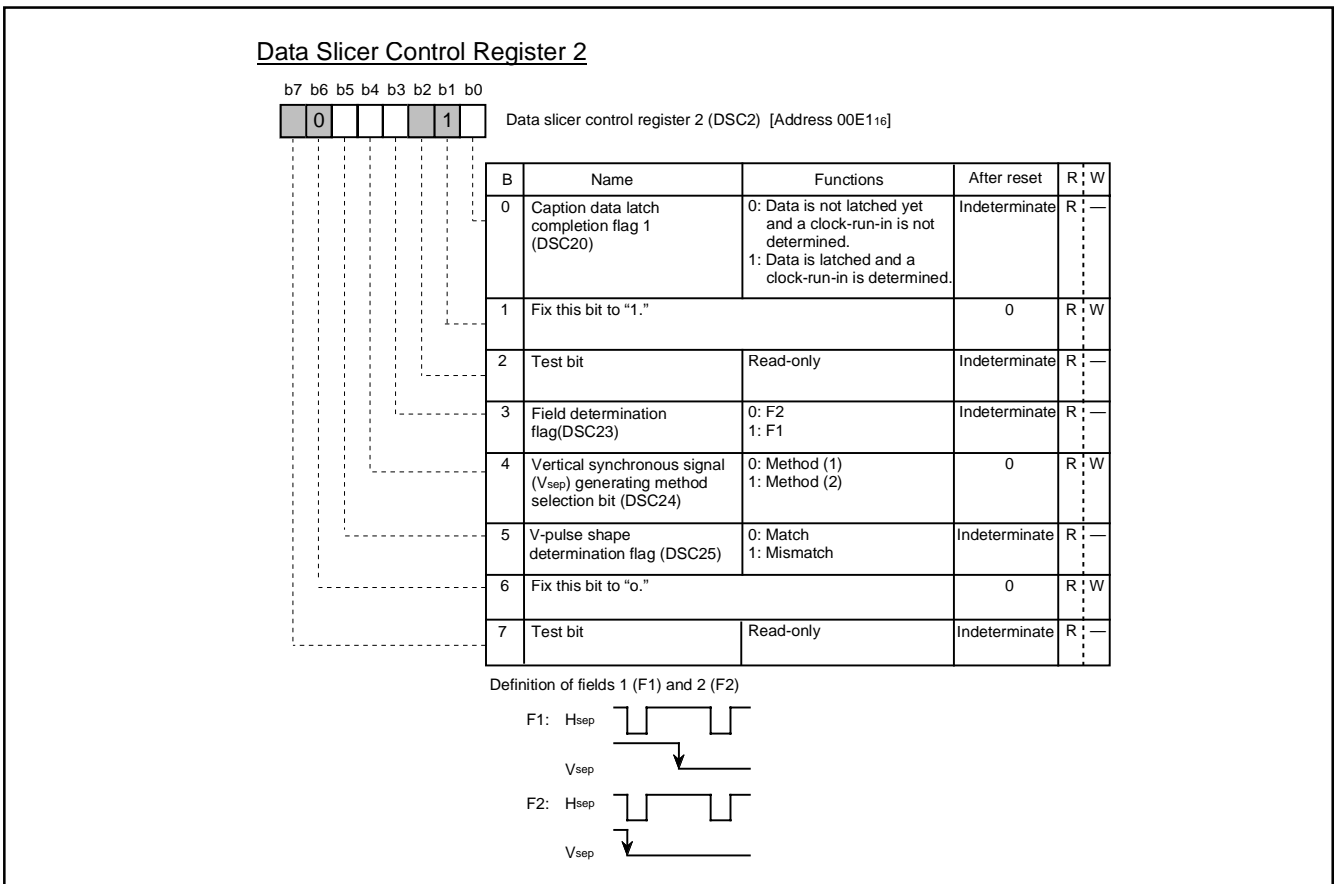 Data Slicer Control Register 2
b7 b6 b5 b4 b3 b2 b1 b0
0 1
Data slicer control register 2 (DSC2) [Address 00E116]
B Name Functions After reset R W
0 Caption data latch completion flag 1 (DSC20) 0: Data is not latched yet and a clock-run-in is not determined. 1: Data is latched and a clock-run-in is determined. Indeterminate R —
1 Fix this bit to “1.” 0 R W
2 Test bit Read-only Indeterminate R —
3 Field determination flag(DSC23) 0: F2 1: F1 Indeterminate R —
4 Vertical synchronous signal (Vsep) generating method selection bit (DSC24) 0: Method (1) 1: Method (2) 0 R W
5 V-pulse shape determination flag (DSC25) 0: Match 1: Mismatch Indeterminate R —
6 Fix this bit to “o.” 0 R W
7 Test bit Read-only Indeterminate R —
Definition of fields 1 (F1) and 2 (F2)
F1: Hsep
Vsep
F2: Hsep
Vsep